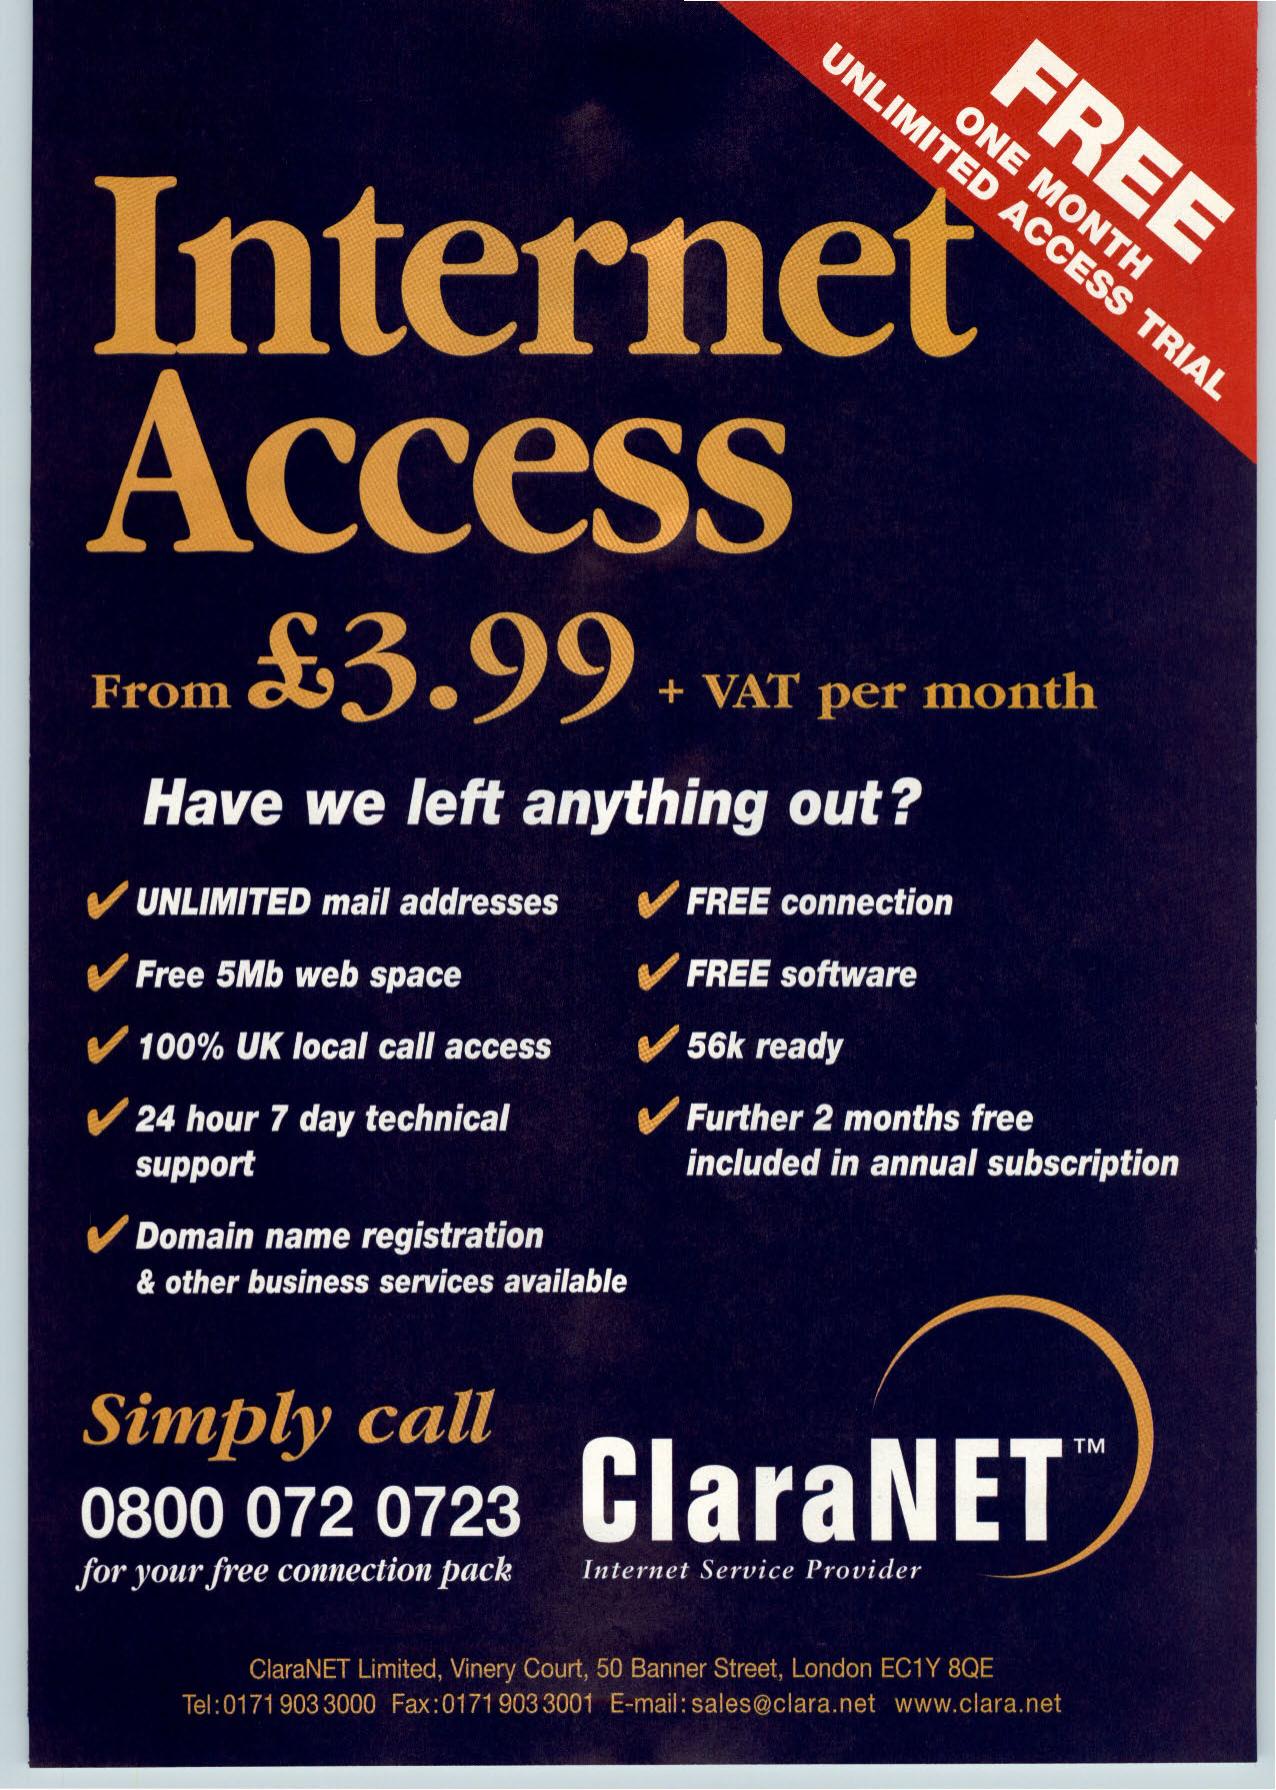 FREE
ONE MONTH
UNLIMITED ACCESS TRIAL
Internet
Access
From £3.99 + VAT per month
Have we left anything out?
✔ UNLIMITED mail addresses
✔ Free 5Mb web space
✔ 100% UK local call access
✔ 24 hour 7 day technical
support
✔ Domain name registration
& other business services available
✔ FREE connection
✔ FREE software
✔ 56k ready
✔ Further 2 months free
included in annual subscription
Simply call
0800 072 0723
for your free connection pack
ClaraNET™
Internet Service Provider
ClaraNET Limited, Vinery Court, 50 Banner Street, London EC1Y 8QE
Tel:0171 903 3000 Fax:0171 903 3001 E-mail:sales@clara.net www.clara.net